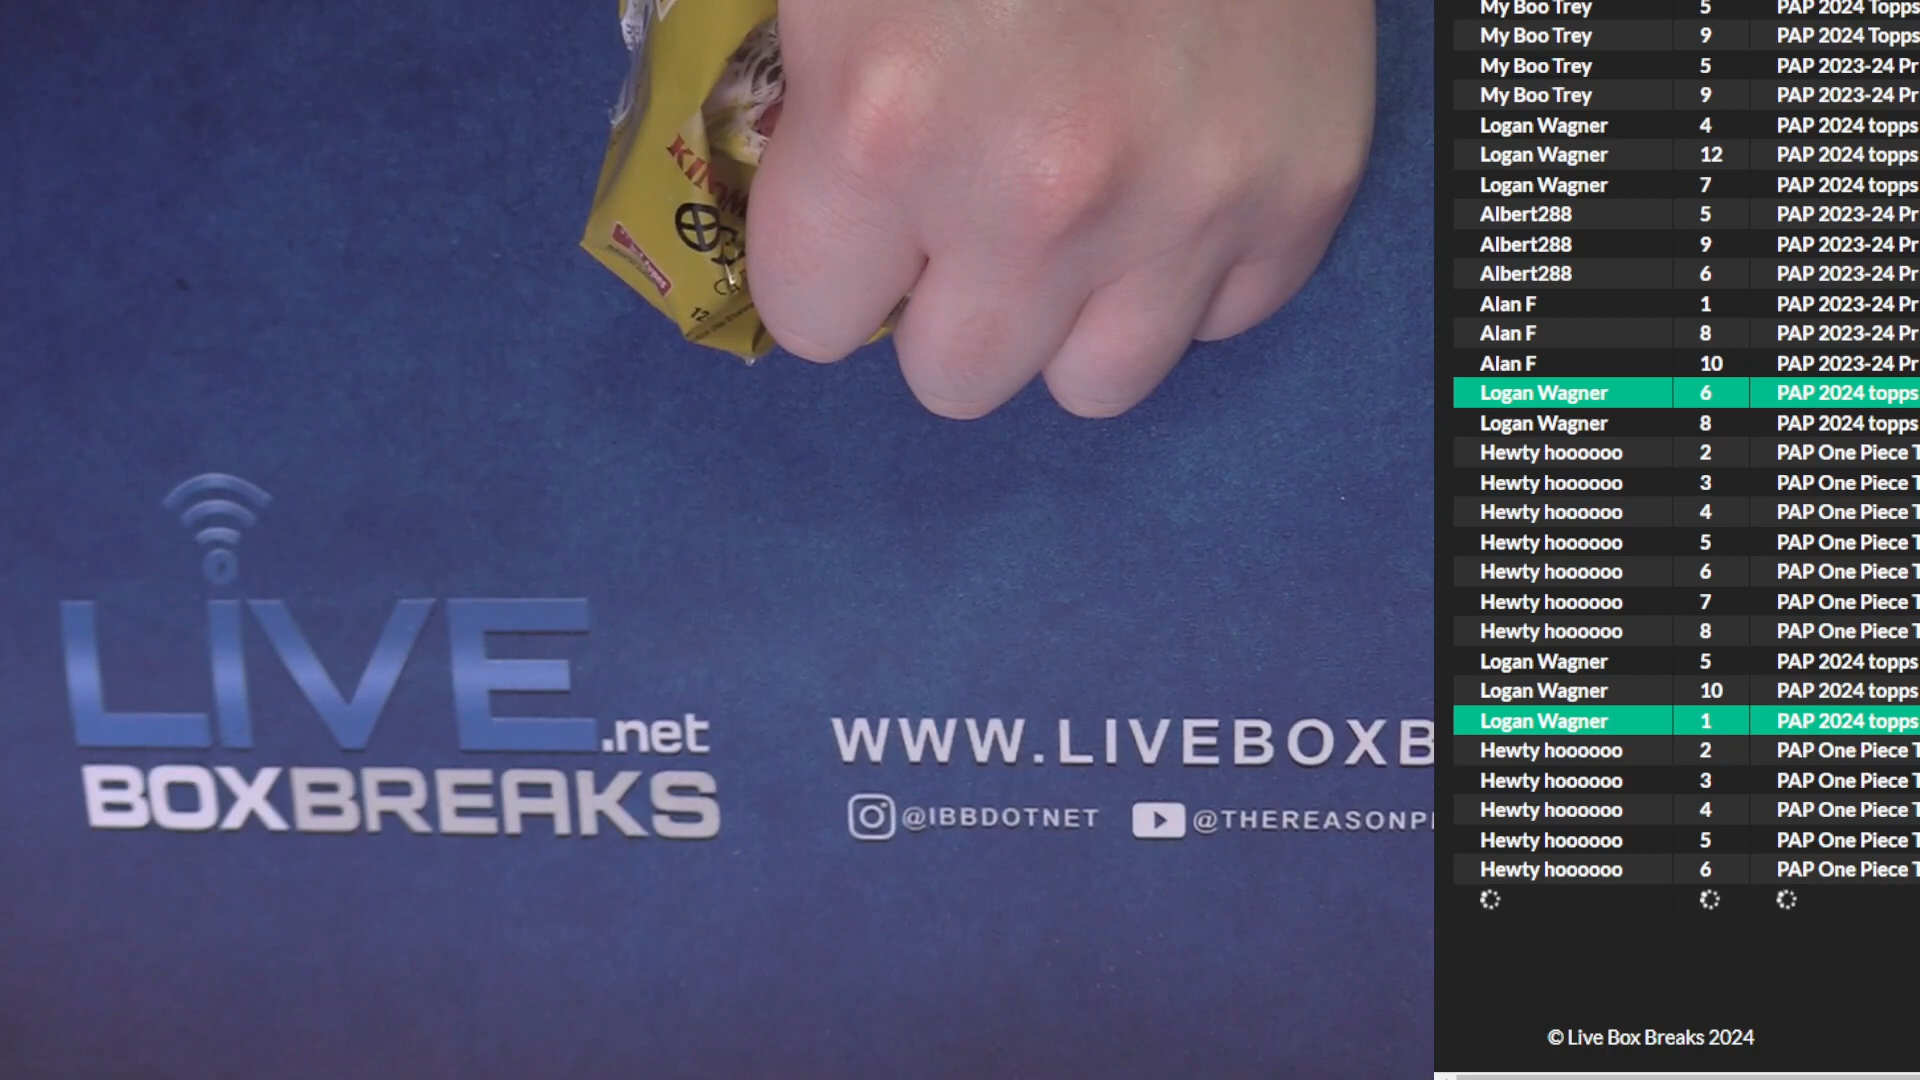 LiVE.net
BOXBREAKS
WWW.LIVEBOXB
@IBBDOTNET @THEREASONP
12
My Boo Trey 5 PAP 2024 Topps
My Boo Trey 9 PAP 2024 Topps
My Boo Trey 5 PAP 2023-24 Pr
My Boo Trey 9 PAP 2023-24 Pr
Logan Wagner 4 PAP 2024 topps
Logan Wagner 12 PAP 2024 topps
Logan Wagner 7 PAP 2024 topps
Albert288 5 PAP 2023-24 Pr
Albert288 9 PAP 2023-24 Pr
Albert288 6 PAP 2023-24 Pr
Alan F 1 PAP 2023-24 Pr
Alan F 8 PAP 2023-24 Pr
Alan F 10 PAP 2023-24 Pr
Logan Wagner 6 PAP 2024 topps
Logan Wagner 8 PAP 2024 topps
Hewty hoooooo 2 PAP One Piece T
Hewty hoooooo 3 PAP One Piece T
Hewty hoooooo 4 PAP One Piece T
Hewty hoooooo 5 PAP One Piece T
Hewty hoooooo 6 PAP One Piece T
Hewty hoooooo 7 PAP One Piece T
Hewty hoooooo 8 PAP One Piece T
Logan Wagner 5 PAP 2024 topps
Logan Wagner 10 PAP 2024 topps
Logan Wagner 1 PAP 2024 topps
Hewty hoooooo 2 PAP One Piece T
Hewty hoooooo 3 PAP One Piece T
Hewty hoooooo 4 PAP One Piece T
Hewty hoooooo 5 PAP One Piece T
Hewty hoooooo 6 PAP One Piece T
© Live Box Breaks 2024